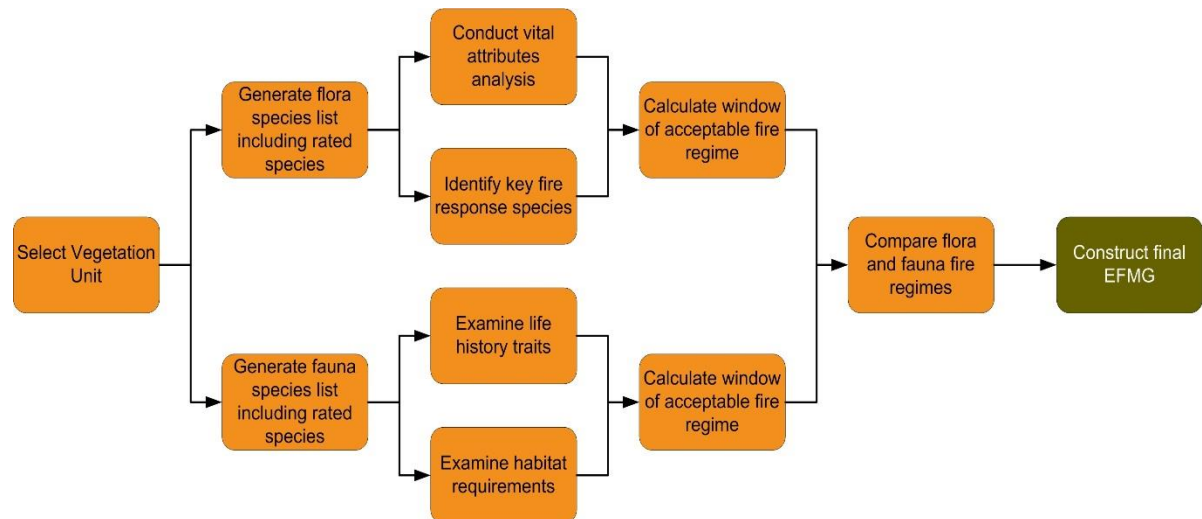 Select Vegetation
Unit
Generate flora
species list
including rated
species
Conduct vital
attributes
analysis
Identify key fire
response species
Calculate window
of acceptable fire
regime
Generate fauna
species list
including rated
species
Examine life
history traits
Examine habitat
requirements
Calculate window
of acceptable fire
regime
Compare flora
and fauna fire
regimes
Construct final
EFMG